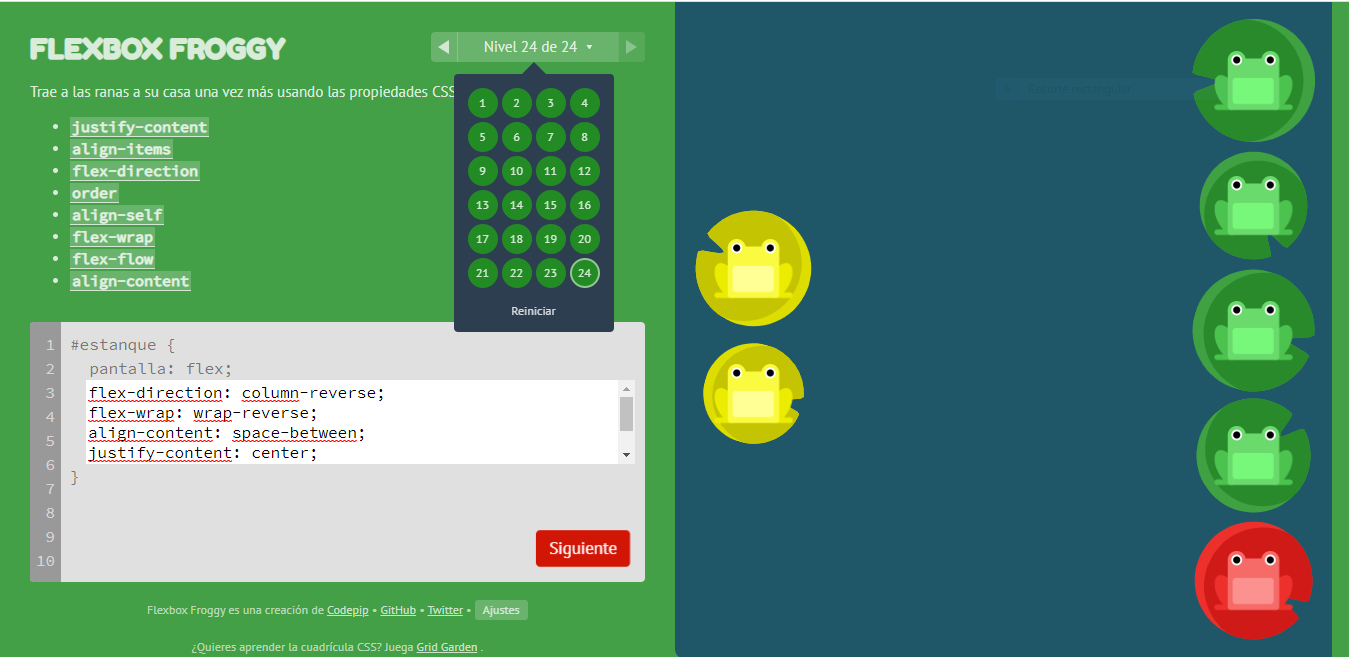 FLEXBOX FROGGY
Nivel 24 de 24
Trae a las ranas a su casa una vez más usando las propiedades CSS
justify-content
align-items
flex-direction
order
align-self
flex-wrap
flex-flow
align-content
1 2 3 4
5 6 7 8
9 10 11 12
13 14 15 16
17 18 19 20
21 22 23 24
Reiniciar
1 #estanque {
2 pantalla: flex;
3 flex-direction: column-reverse;
4 flex-wrap: wrap-reverse;
5 align-content: space-between;
6 justify-content: center;
7 }
8
9
10
Siguiente
Flexbox Froggy es una creación de Codepip • GitHub • Twitter • Ajustes
¿Quieres aprender la cuadrícula CSS? Juega Grid Garden .
Recorte rectangular